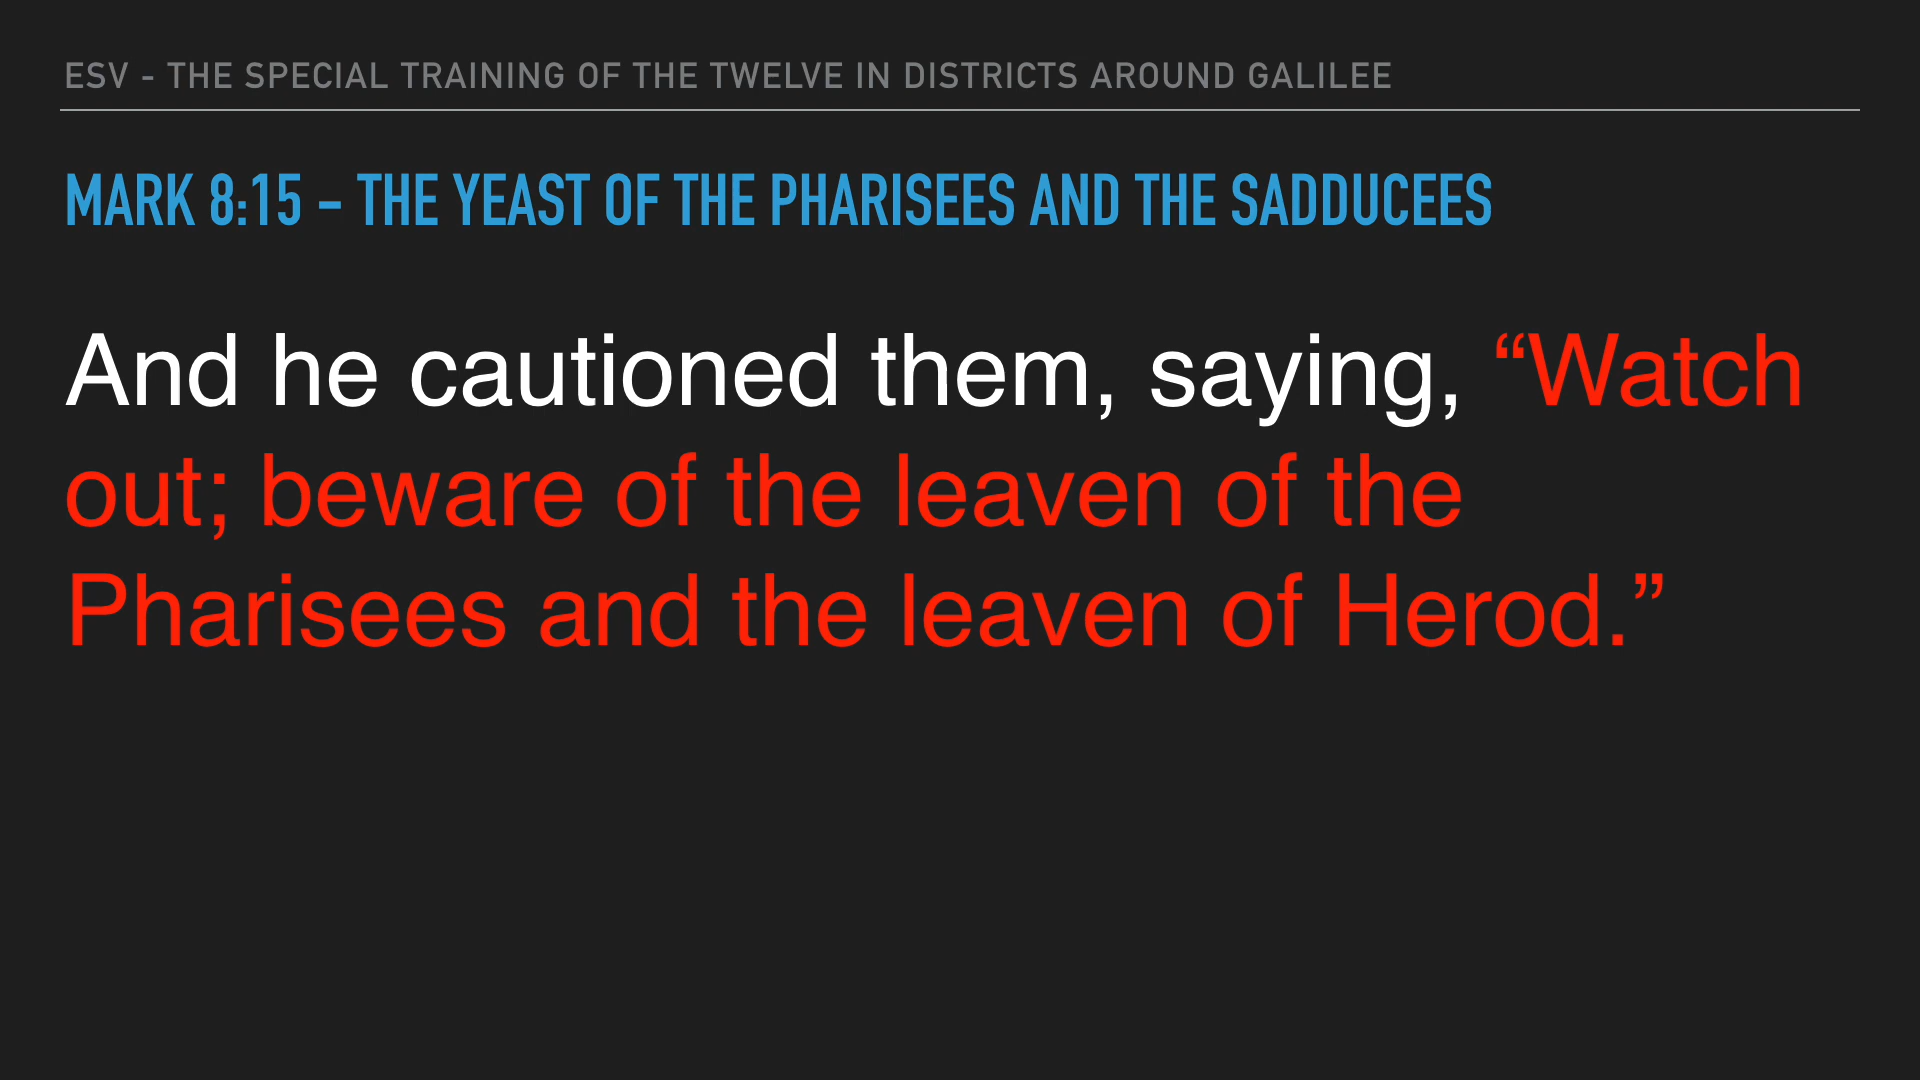 ESV - THE SPECIAL TRAINING OF THE TWELVE IN DISTRICTS AROUND GALILEE
MARK 8:15 – THE YEAST OF THE PHARISEES AND THE SADDUCEES
And he cautioned them, saying, “Watch
out; beware of the leaven of the
Pharisees and the leaven of Herod.”